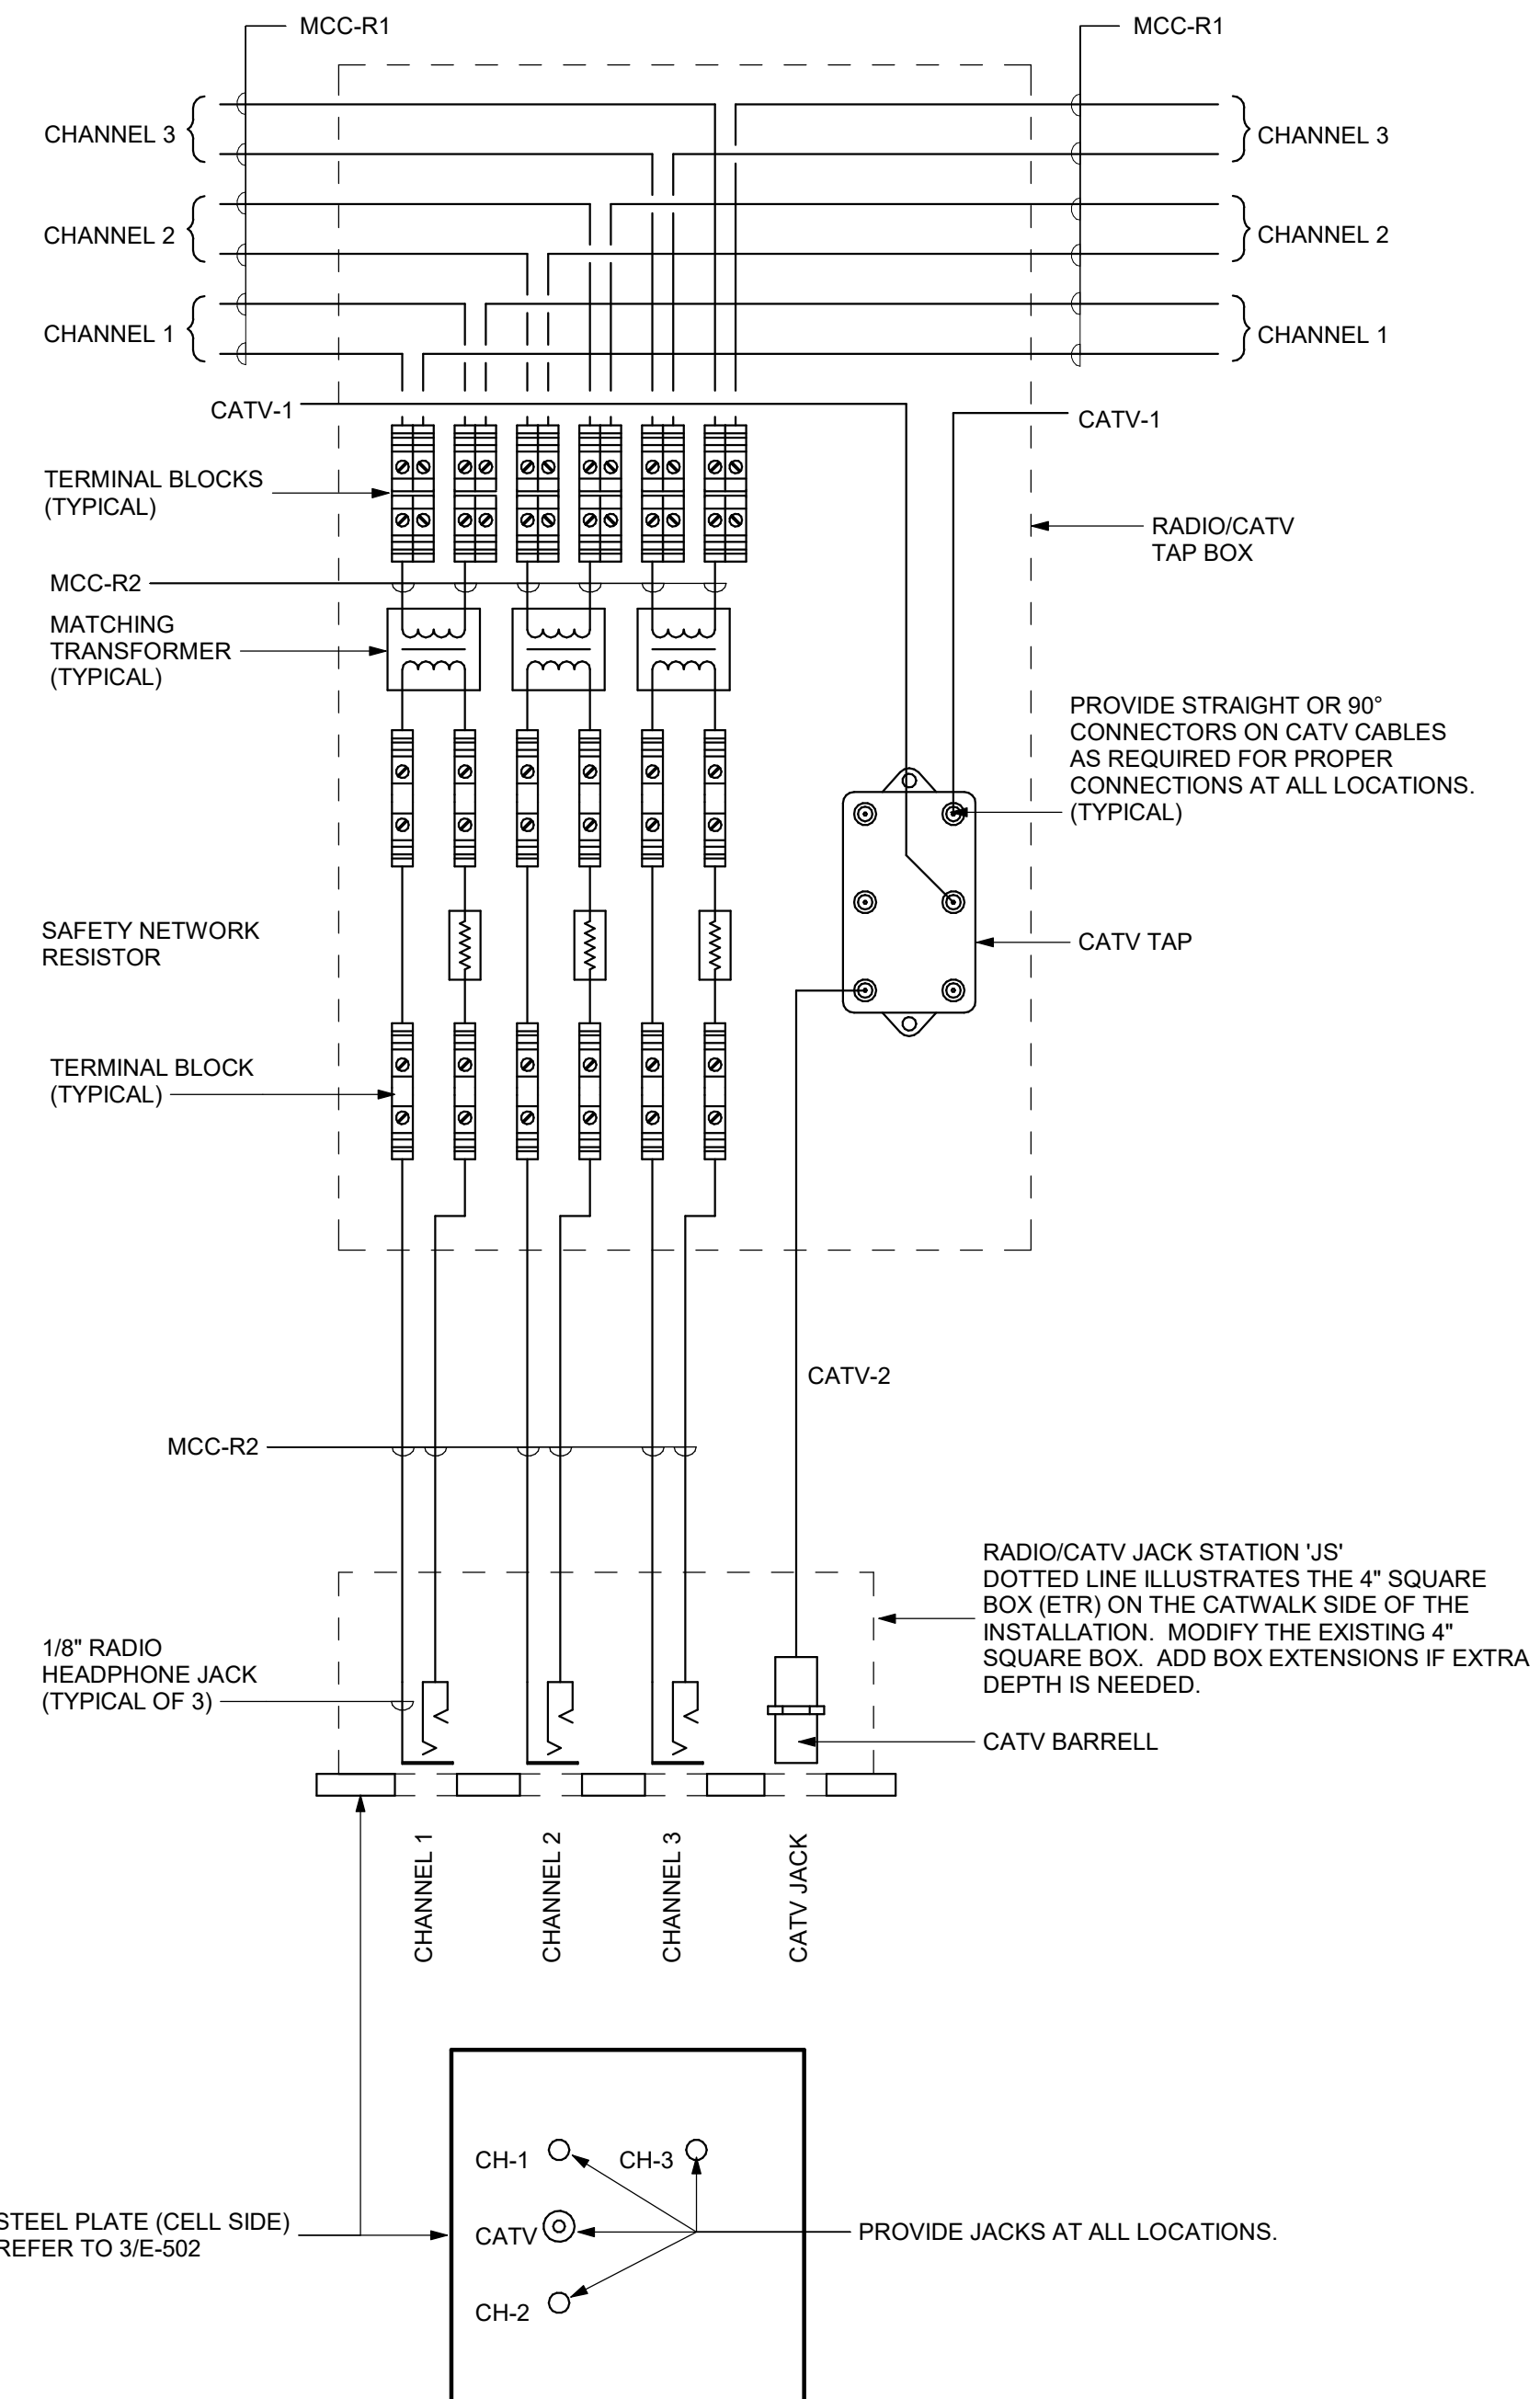 MCC-R1
MCC-R1
CHANNEL 3
CHANNEL 3
CHANNEL 2
CHANNEL 2
CHANNEL 1
CHANNEL 1
CATV-1
CATV-1
TERMINAL BLOCKS
(TYPICAL)
RADIO/CATV
TAP BOX
MCC-R2
MATCHING
TRANSFORMER
(TYPICAL)
PROVIDE STRAIGHT OR 90°
CONNECTORS ON CATV CABLES
AS REQUIRED FOR PROPER
CONNECTIONS AT ALL LOCATIONS.
(TYPICAL)
SAFETY NETWORK
RESISTOR
CATV TAP
TERMINAL BLOCK
(TYPICAL)
CATV-2
MCC-R2
RADIO/CATV JACK STATION 'JS'
DOTTED LINE ILLUSTRATES THE 4" SQUARE
BOX (ETR) ON THE CATWALK SIDE OF THE
INSTALLATION.  MODIFY THE EXISTING 4"
SQUARE BOX.  ADD BOX EXTENSIONS IF EXTRA
DEPTH IS NEEDED.
1/8" RADIO
HEADPHONE JACK
(TYPICAL OF 3)
CATV BARRELL
CHANNEL 1
CHANNEL 2
CHANNEL 3
CATV JACK
CH-1
CH-3
STEEL PLATE (CELL SIDE)
REFER TO 3/E-502
CATV
PROVIDE JACKS AT ALL LOCATIONS.
CH-2